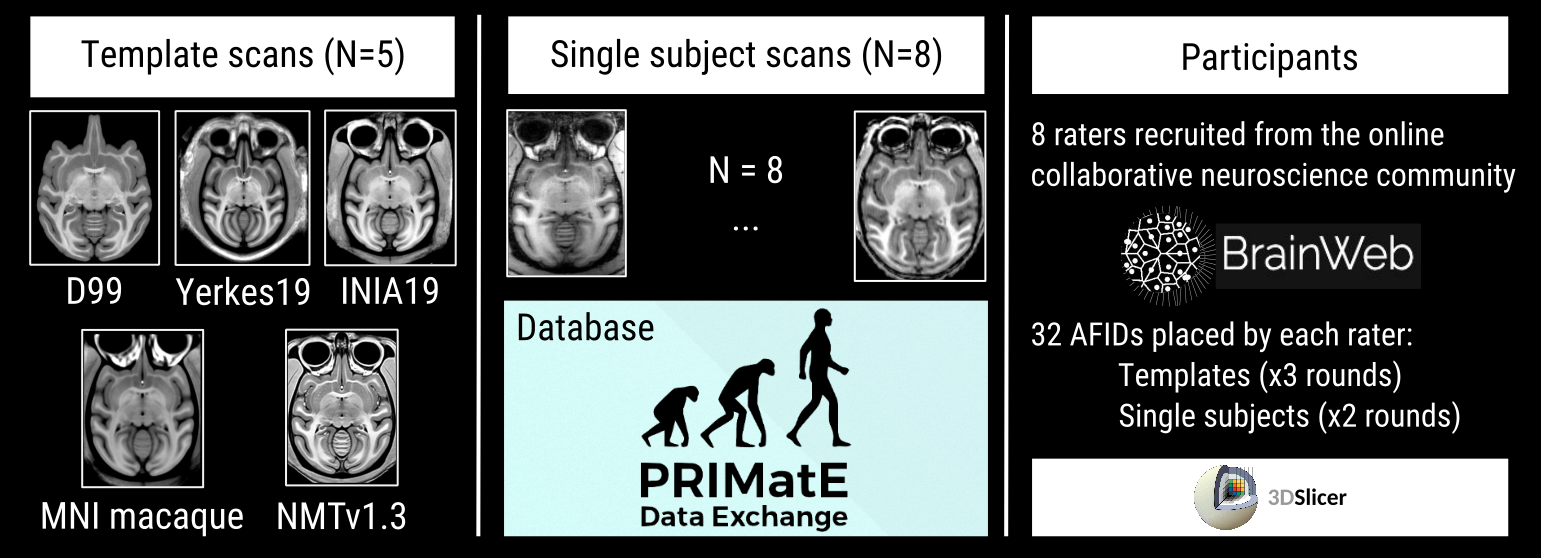 Template scans (N=5)
D99
Yerkes19
INIA19
MNI macaque
NMTv1.3
Single subject scans (N=8)
N = 8
...
Database
PRIMatE
Data Exchange
Participants
8 raters recruited from the online
collaborative neuroscience community
BrainWeb
32 AFIDs placed by each rater:
Templates (x3 rounds)
Single subjects (x2 rounds)
3DSlicer